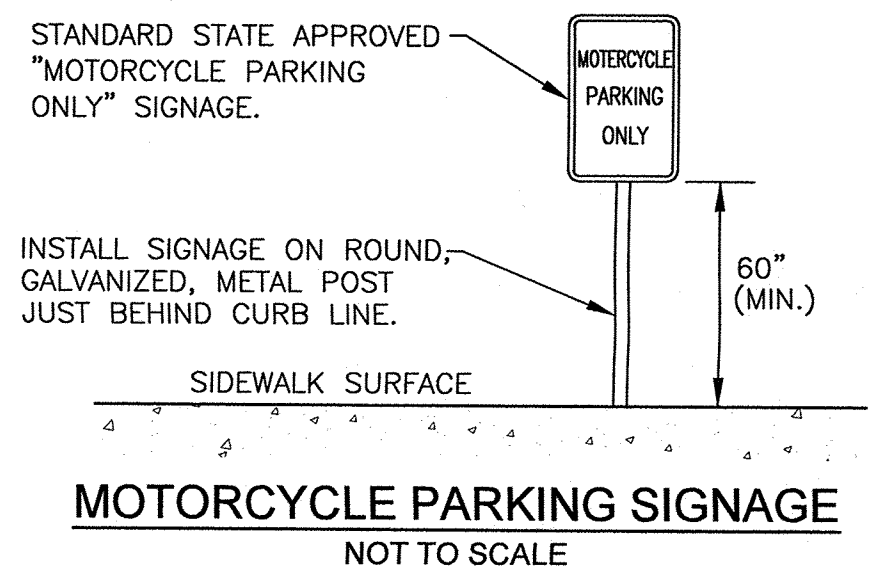 STANDARD STATE APPROVED
"MOTORCYCLE PARKING
ONLY" SIGNAGE.
MOTERCYCLE
PARKING
ONLY
INSTALL SIGNAGE ON ROUND,
GALVANIZED, METAL POST
JUST BEHIND CURB LINE.
60"
(MIN.)
SIDEWALK SURFACE
MOTORCYCLE PARKING SIGNAGE
NOT TO SCALE